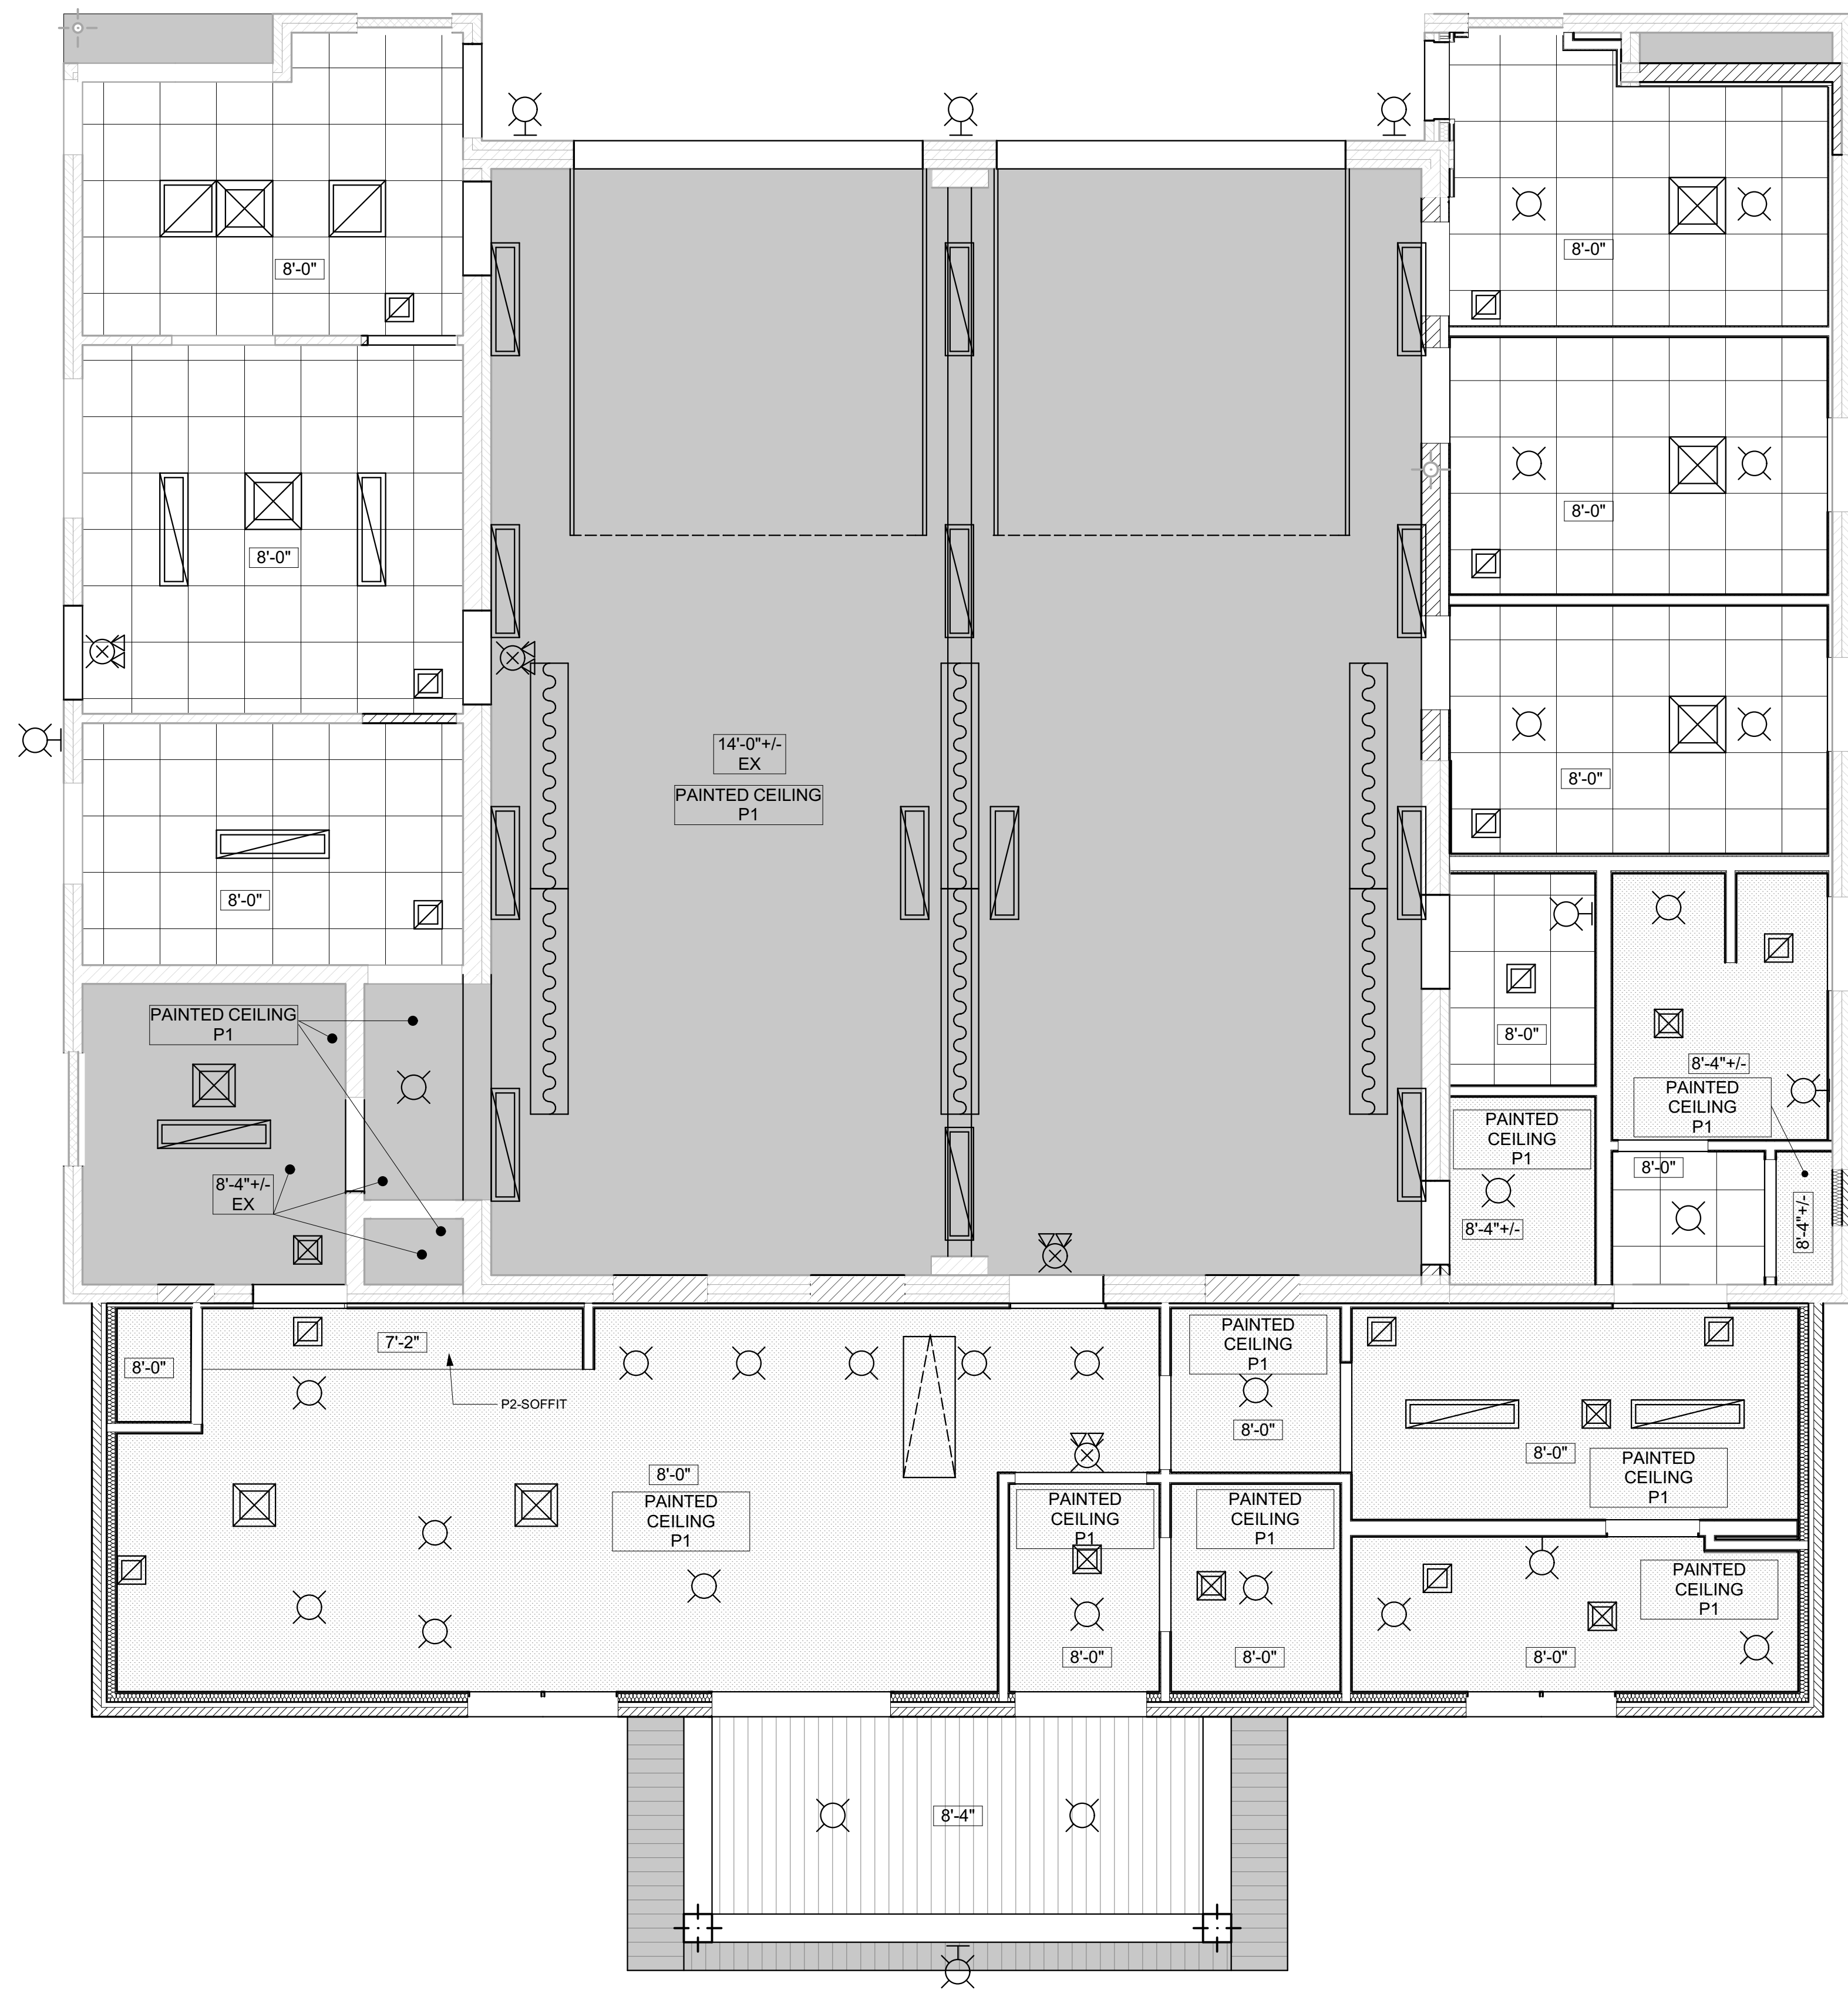 8'-0"
8'-0"
8'-0"
8'-0"
8'-0"
14'-0"+/-
EX
PAINTED CEILING
P1
8'-0"
8'-0"
PAINTED CEILING
P1
8'-0"
8'-4"+/-
PAINTED
CEILING
P1
PAINTED
CEILING
P1
8'-0"
8'-4"+/-
EX
8'-4"+/-
8'-4"+/-
7'-2"
8'-0"
P2-SOFFIT
PAINTED
CEILING
P1
8'-0"
8'-0"
PAINTED
CEILING
P1
8'-0"
PAINTED
CEILING
P1
PAINTED
CEILING
P1
PAINTED
CEILING
P1
PAINTED
CEILING
P1
8'-0"
8'-0"
8'-0"
8'-4"